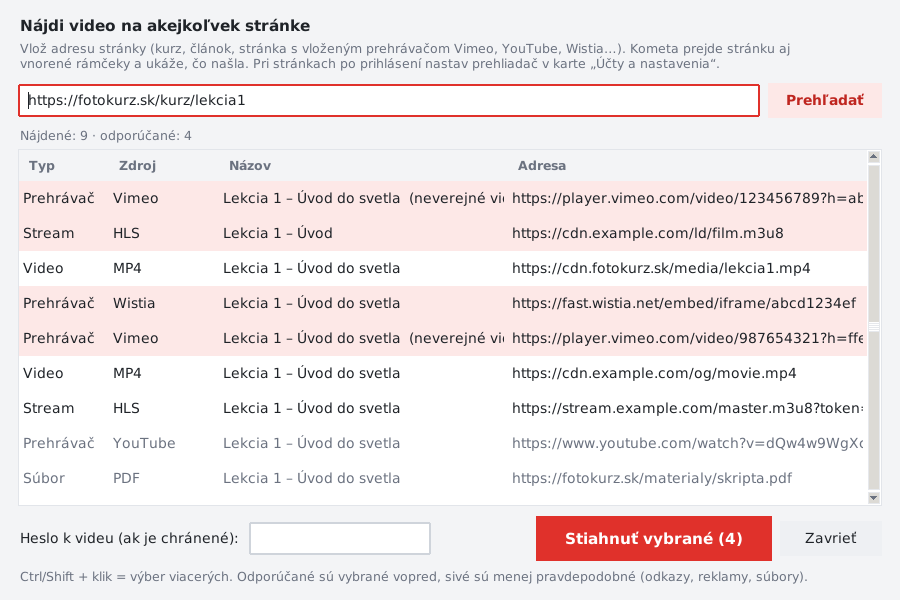 Nájdi video na akejkoľvek stránke
Vlož adresu stránky (kurz, článok, stránka s vloženým prehrávačom Vimeo, YouTube, Wistia…). Kometa prejde stránku aj
vnorené rámčeky a ukáže, čo našla. Pri stránkach po prihlásení nastav prehliadač v karte „Účty a nastavenia“.
https://fotokurz.sk/kurz/lekcia1 Prehľadať
Nájdené: 9 · odporúčané: 4
Typ Zdroj Názov Adresa
Prehrávač Vimeo Lekcia 1 – Úvod do svetla (neverejné vi https://player.vimeo.com/video/123456789?h=ab
Stream HLS Lekcia 1 – Úvod https://cdn.example.com/ld/film.m3u8
Video MP4 Lekcia 1 – Úvod do svetla https://cdn.fotokurz.sk/media/lekcia1.mp4
Prehrávač Wistia Lekcia 1 – Úvod do svetla https://fast.wistia.net/embed/iframe/abcd1234ef
Prehrávač Vimeo Lekcia 1 – Úvod do svetla (neverejné vi https://player.vimeo.com/video/987654321?h=ffe
Video MP4 Lekcia 1 – Úvod do svetla https://cdn.example.com/og/movie.mp4
Stream HLS Lekcia 1 – Úvod do svetla https://stream.example.com/master.m3u8?token=
Prehrávač YouTube Lekcia 1 – Úvod do svetla https://www.youtube.com/watch?v=dQw4w9WgXc
Súbor PDF Lekcia 1 – Úvod do svetla https://fotokurz.sk/materialy/skripta.pdf
Heslo k videu (ak je chránené): Stiahnuť vybrané (4) Zavrieť
Ctrl/Shift + klik = výber viacerých. Odporúčané sú vybrané vopred, sivé sú menej pravdepodobné (odkazy, reklamy, súbory).